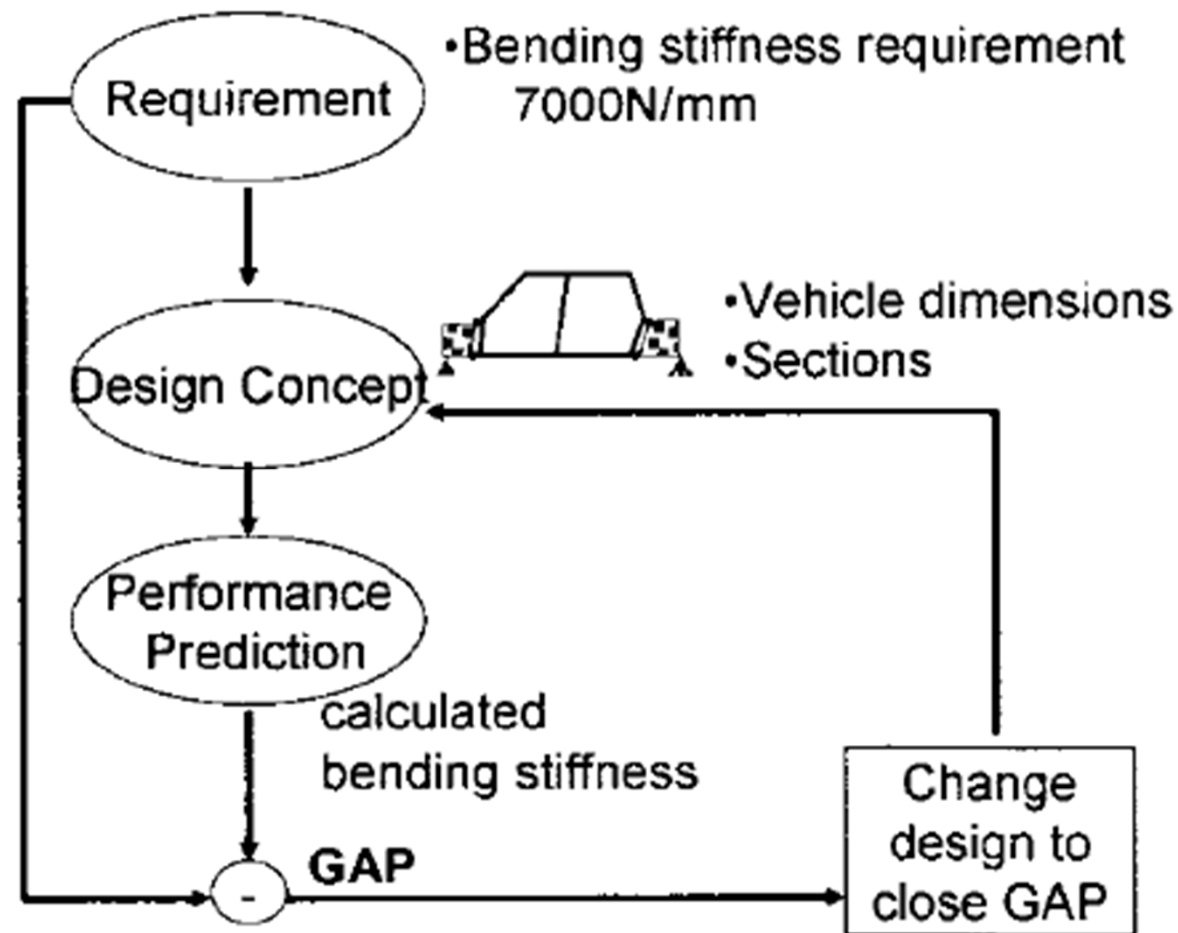 Requirement
•Bending stiffness requirement
7000N/mm
Design Concept
•Vehicle dimensions
•Sections
Performance
Prediction
calculated
bending stiffness
GAP
-
Change
design to
close GAP